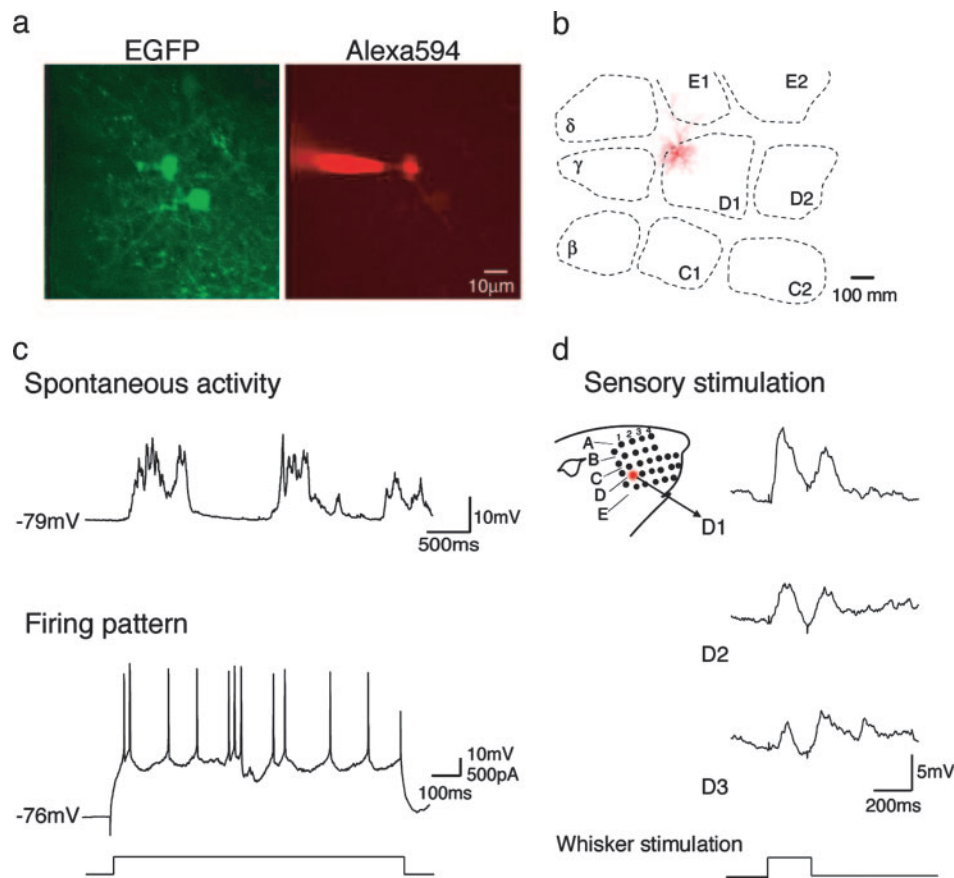 a
EGFP
Alexa594
10μm
b
E1
E2
δ
γ
D1
D2
β
C1
C2
100 mm
c
Spontaneous activity
-79mV
10mV
500ms
Firing pattern
-76mV
10mV
500pA
100ms
d
Sensory stimulation
1 2 3 4
A
B
C
D
E
D1
D2
D3
5mV
200ms
Whisker stimulation